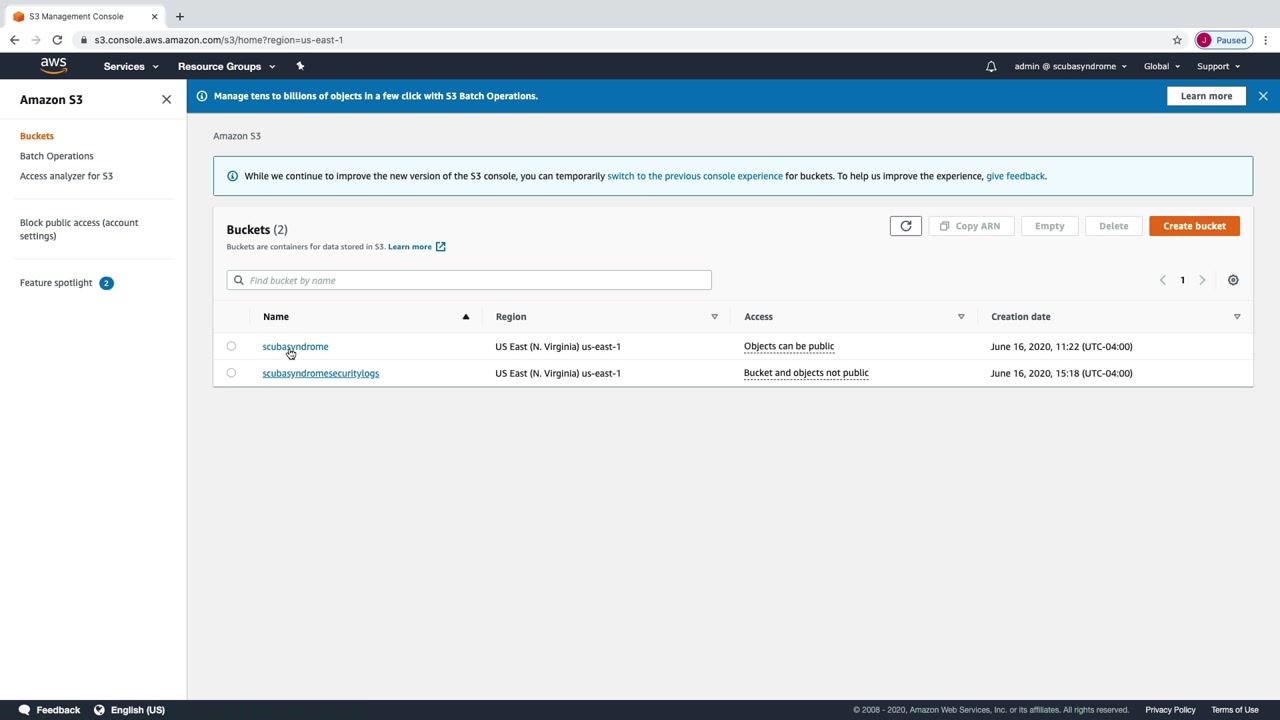 S3 Management Console
s3.console.aws.amazon.com/s3/home?region=us-east-1
J Paused
aws Services Resource Groups admin @ scubasyndrome Global Support
Amazon S3
Manage tens to billions of objects in a few click with S3 Batch Operations. Learn more
Buckets
Batch Operations
Access analyzer for S3
Block public access (account
settings)
Feature spotlight 2
Amazon S3
While we continue to improve the new version of the S3 console, you can temporarily switch to the previous console experience for buckets. To help us improve the experience, give feedback.
Buckets (2)
Buckets are containers for data stored in S3. Learn more
Copy ARN Empty Delete Create bucket
Find bucket by name
1
Name Region Access Creation date
scubasyndrome US East (N. Virginia) us-east-1 Objects can be public June 16, 2020, 11:22 (UTC-04:00)
scubasyndromesecuritylogs US East (N. Virginia) us-east-1 Bucket and objects not public June 16, 2020, 15:18 (UTC-04:00)
Feedback English (US) © 2008 - 2020, Amazon Web Services, Inc. or its affiliates. All rights reserved. Privacy Policy Terms of Use